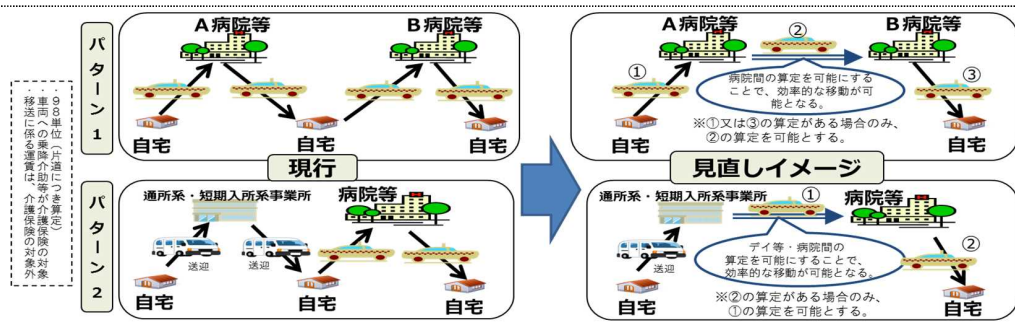 ・98単位(片道につき算定)
・車両への乗降介助等が介護保険の対象
・移送に係る運賃は、介護保険の対象外
パターン1
A病院等
B病院等
自宅
自宅
自宅
現行
パターン2
通所系・短期入所系事業所
病院等
送迎
送迎
自宅
自宅
自宅
A病院等
②
B病院等
①
③
病院間の算定を可能にする
ことで、効率的な移動が可
能となる。
※①又は③の算定がある場合のみ、
②の算定を可能とする。
自宅
自宅
見直しイメージ
通所系・短期入所系事業所
①
病院等
②
送迎
デイ等・病院間の
算定を可能にすることで、
効率的な移動が可能となる。
自宅
自宅
※②の算定がある場合のみ、
①の算定を可能とする。